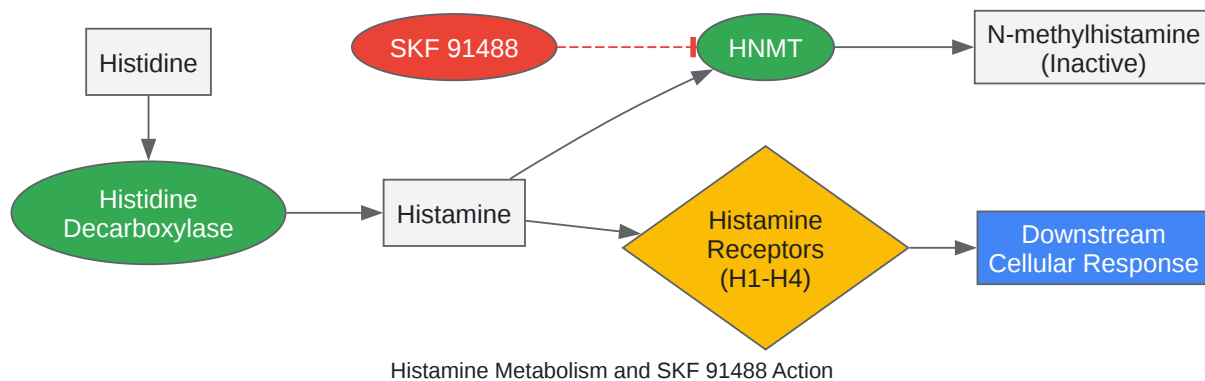 Histidine
SKF 91488
HNMT
N-methylhistamine
(Inactive)
Histidine
Decarboxylase
Histamine
Histamine
Receptors
(H1-H4)
Downstream
Cellular Response
Histamine Metabolism and SKF 91488 Action